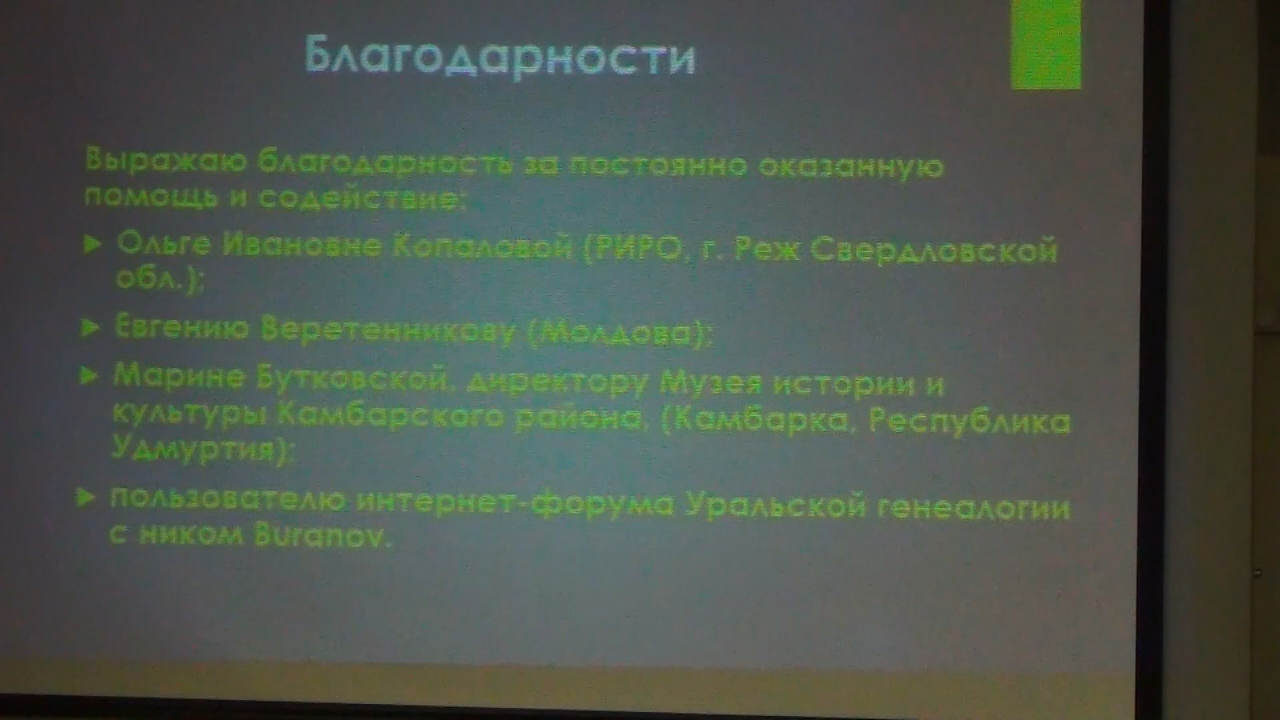 Благодарности
Выражаю благодарность за постоянно оказанную
помощь и содействие:
Ольге Ивановне Копаловой (РИРО, г. Реж Свердловской
обл.);
Евгению Веретенникову (Молдова);
Марине Бутковской, директору Музея истории и
культуры Камбарского района, (Камбарка, Республика
Удмуртия);
пользователю интернет-форума Уральской генеалогии
с ником Buranov.